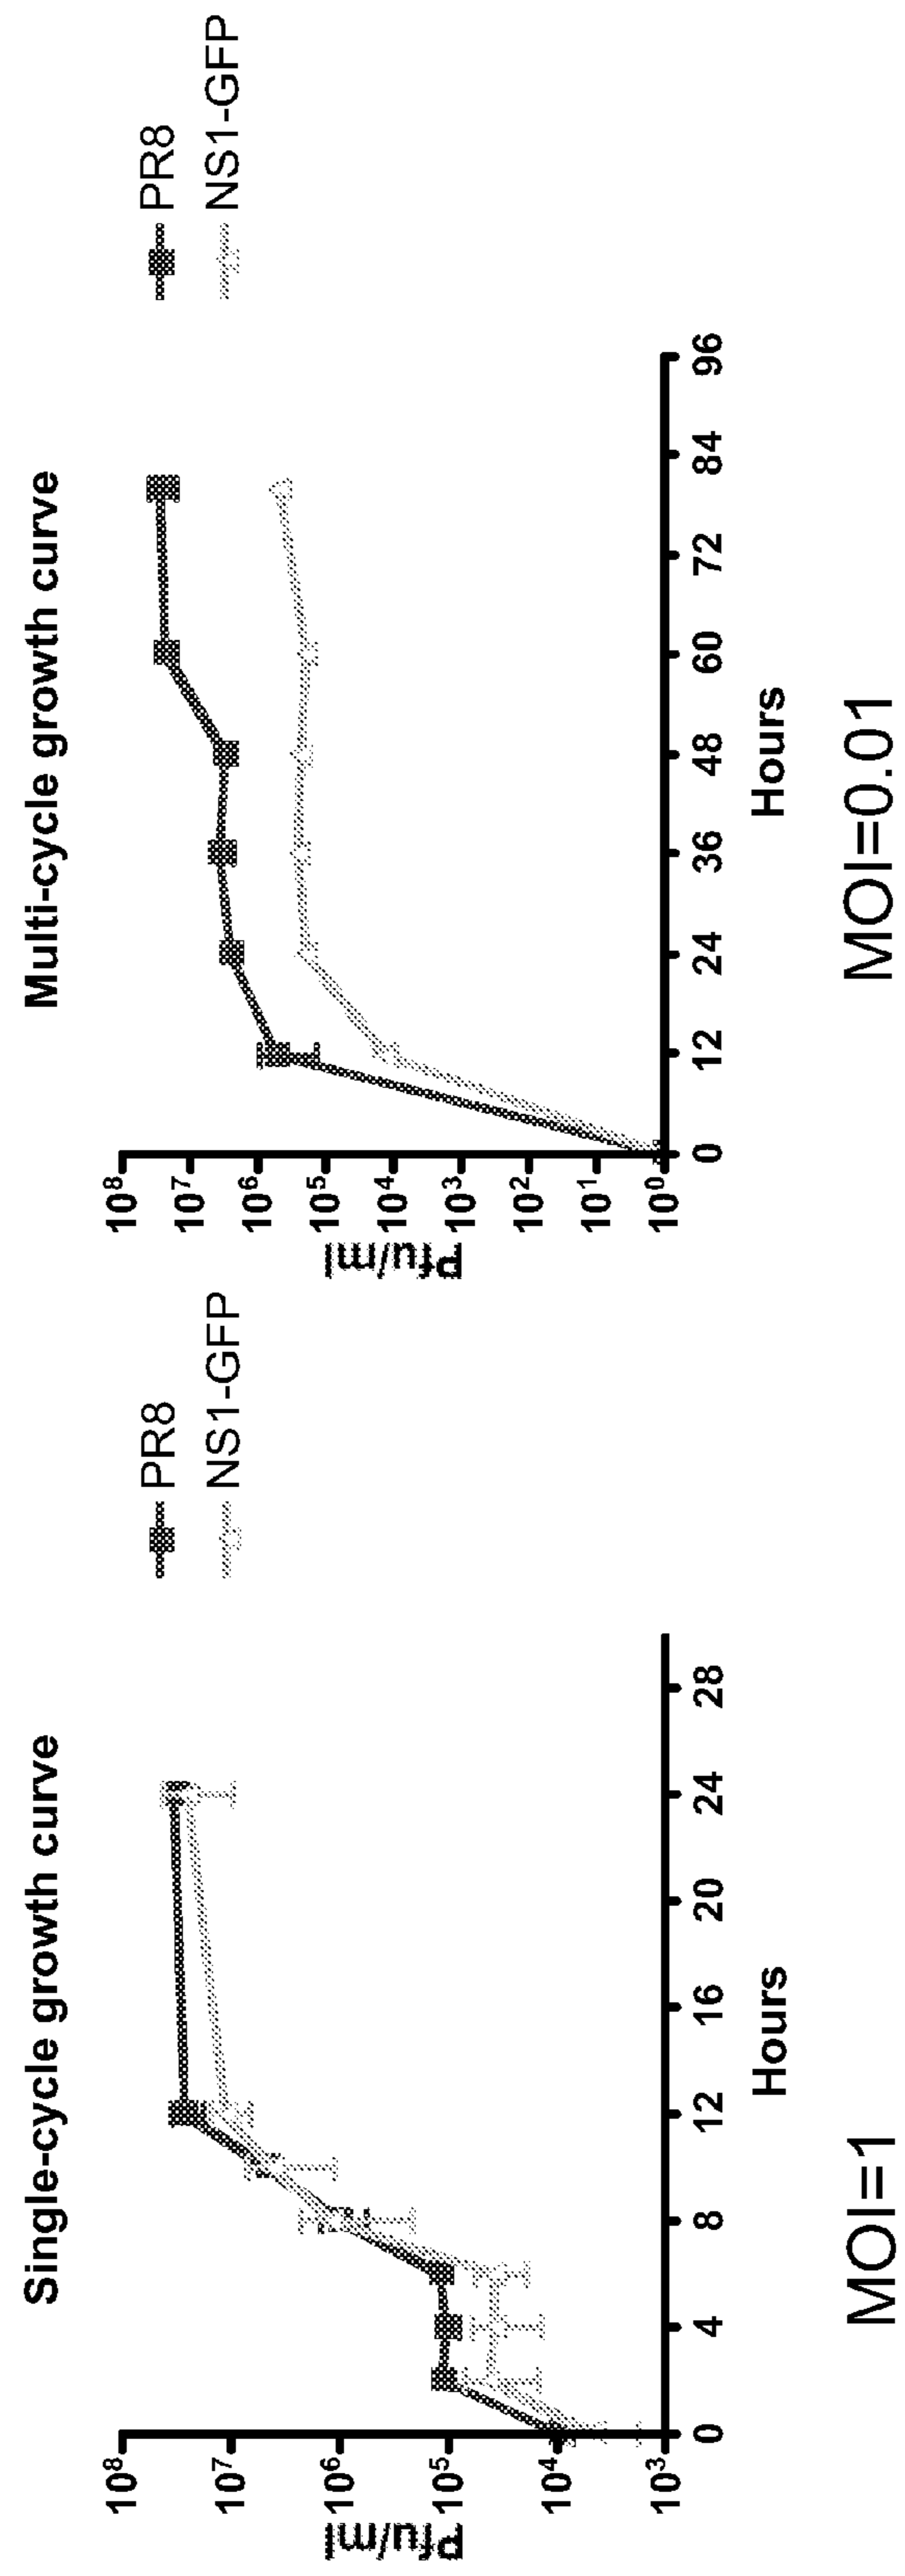 Single-cycle growth curve
PR8
NS1-GFP
Pfu/ml
10⁸
10⁷
10⁶
10⁵
10⁴
10³
0 4 8 12 16 20 24 28
Hours
MOI=1
Multi-cycle growth curve
PR8
NS1-GFP
Pfu/ml
10⁸
10⁷
10⁶
10⁵
10⁴
10³
10²
10¹
10⁰
0 12 24 36 48 60 72 84 96
Hours
MOI=0.01